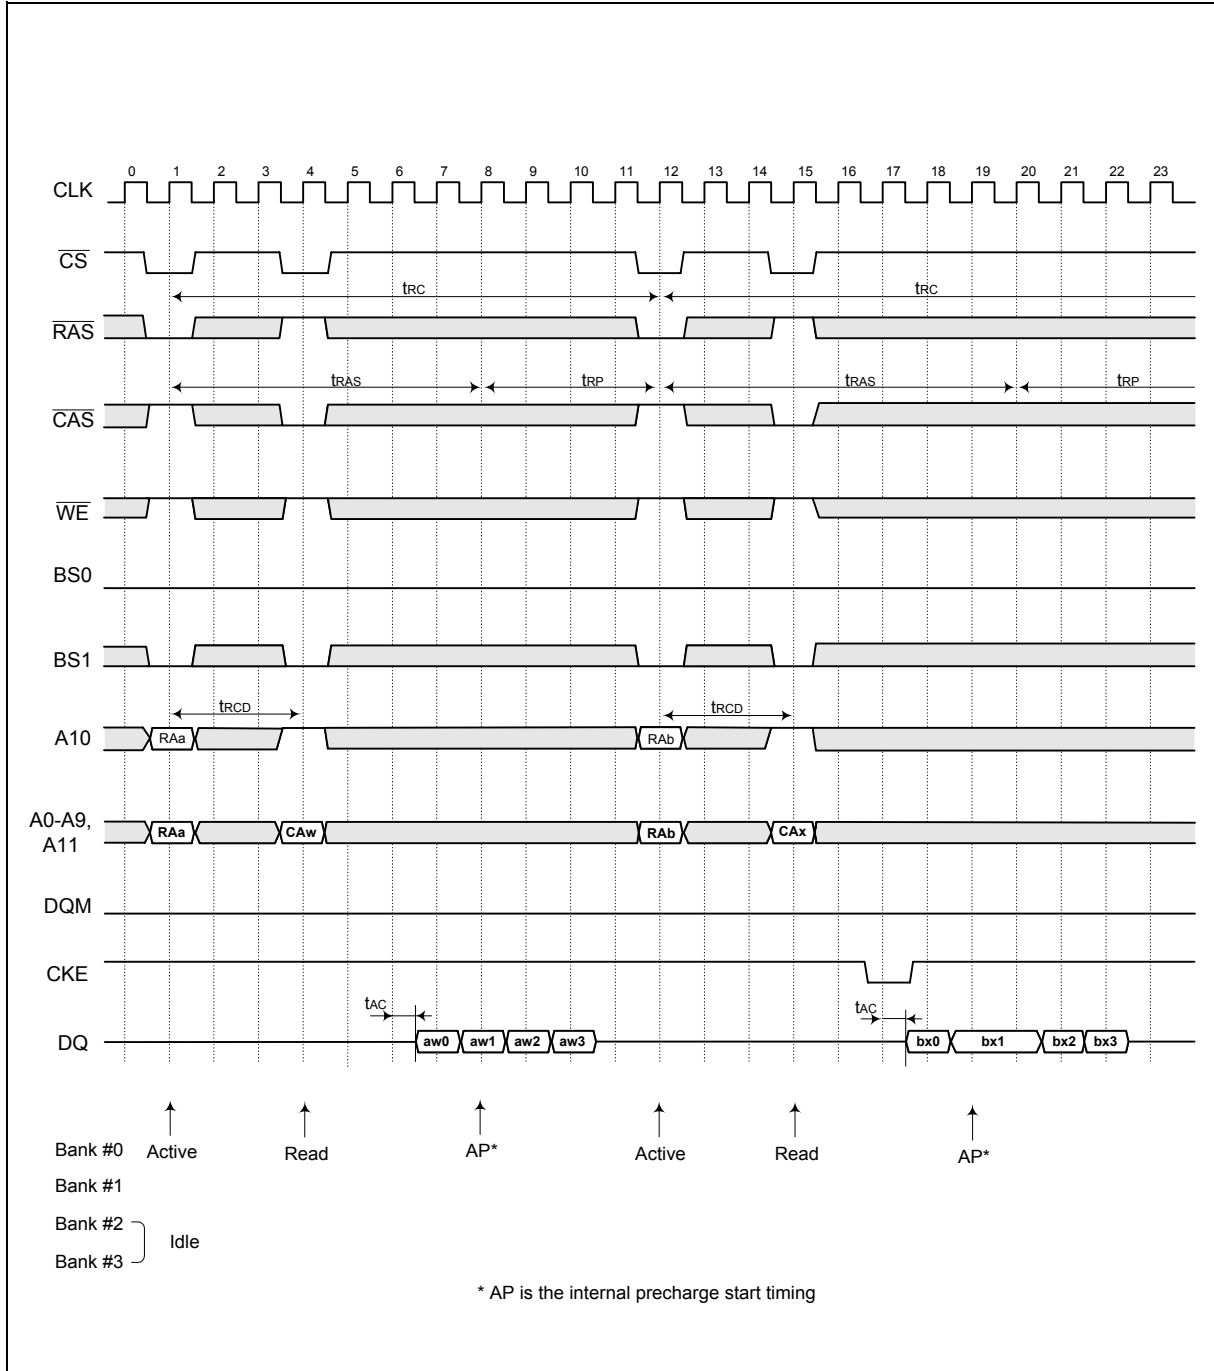 0 1 2 3 4 5 6 7 8 9 10 11 12 13 14 15 16 17 18 19 20 21 22 23
CLK
CS
tRC tRC
RAS
tRAS tRP tRAS tRP
CAS
WE
BS0
BS1
tRCD tRCD
A10 RAa RAb
A0-A9,
A11
RAa CAw RAb CAx
DQM
CKE
tAC tAC
DQ aw0 aw1 aw2 aw3 bx0 bx1 bx2 bx3
Bank #0 Active Read AP* Active Read AP*
Bank #1
Bank #2
Idle
Bank #3
* AP is the internal precharge start timing